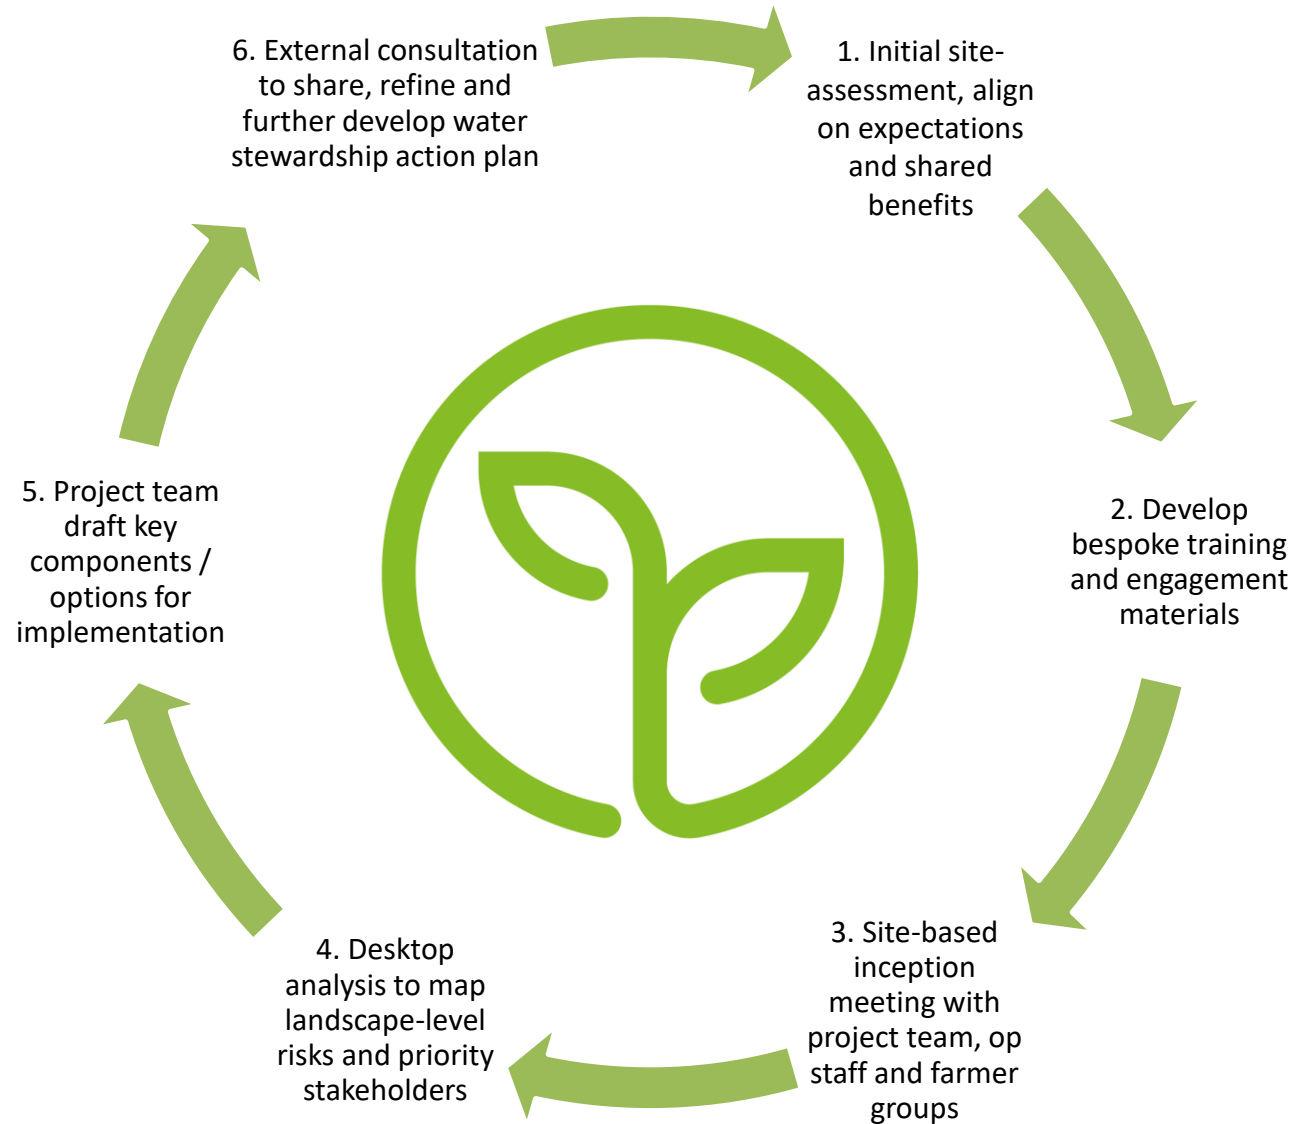 1. Initial site-
assessment, align
on expectations
and shared
benefits
2. Develop
bespoke training
and engagement
materials
3. Site-based
inception
meeting with
project team, op
staff and farmer
groups
4. Desktop
analysis to map
landscape-level
risks and priority
stakeholders
5. Project team
draft key
components /
options for
implementation
6. External consultation
to share, refine and
further develop water
stewardship action plan